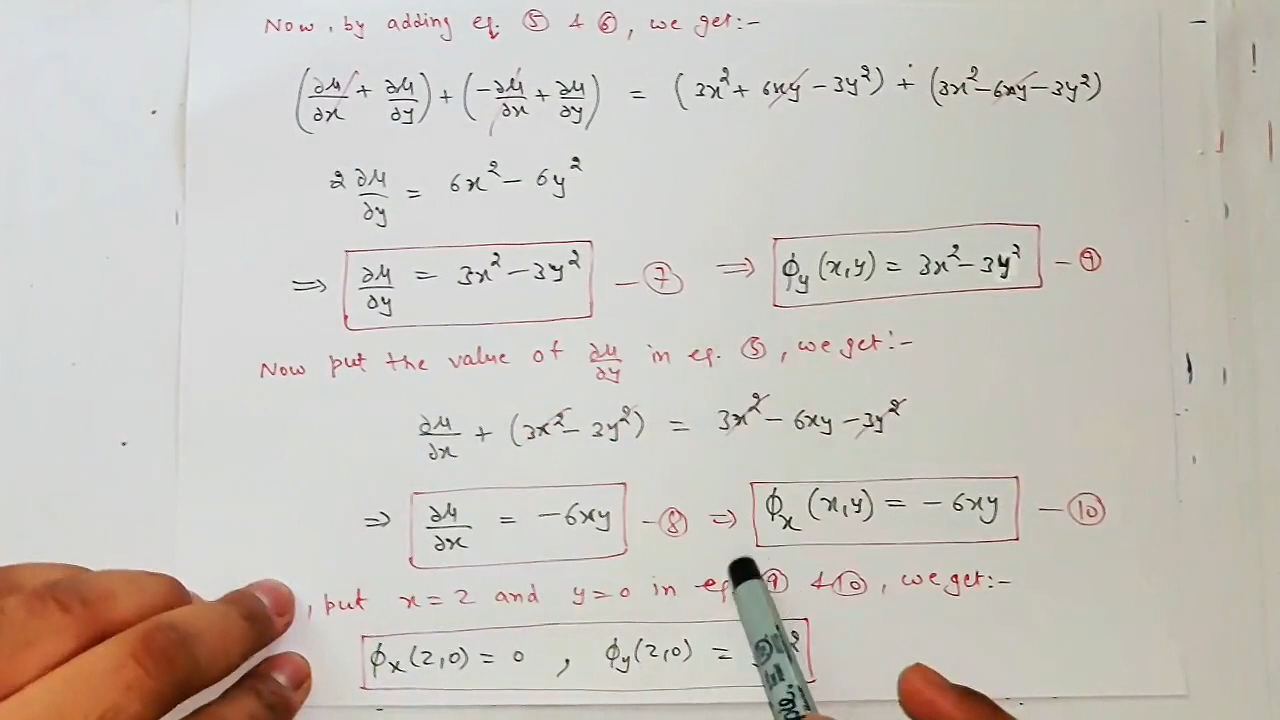 Now, by adding eq. ⑤ & ⑥, we get:-
(∂u/∂x + ∂u/∂y) + (-∂u/∂x + ∂u/∂y) = (3x² + 6xy - 3y²) + (3x² - 6xy - 3y²)
2 ∂u/∂y = 6x² - 6y²
⇒ ∂u/∂y = 3x² - 3y² - ⑦ ⇒ ϕy (x,y) = 3x² - 3y² - ⑨
Now put the value of ∂u/∂y in eq. ⑤, we get:-
∂u/∂x + (3x² - 3y²) = 3x² - 6xy - 3y²
⇒ ∂u/∂x = -6xy - ⑧ ⇒ ϕx (x,y) = -6xy - ⑩
, put x=2 and y=0 in eq ⑨ & ⑩, we get:-
ϕx(2,0) = 0 , ϕy(2,0) =